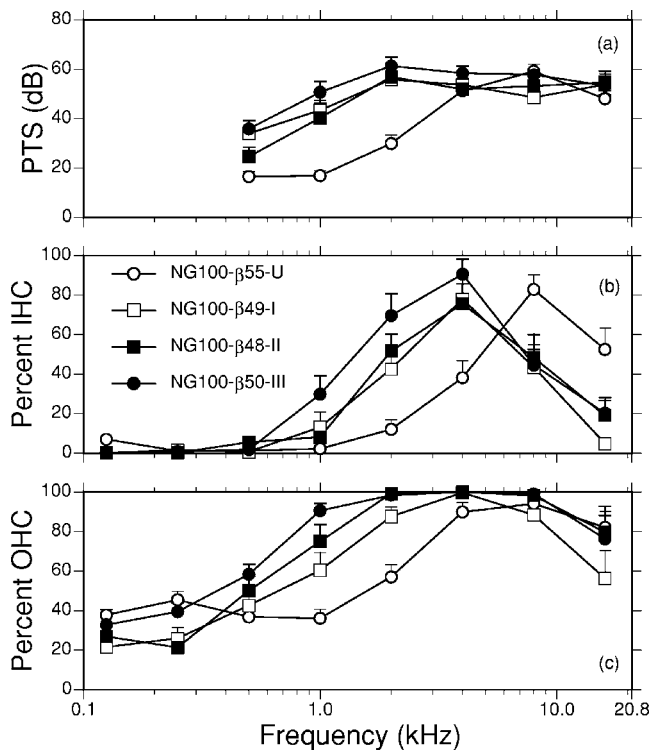 80
60
40
20
0
PTS (dB)
(a)
100
80
60
40
20
0
Percent IHC
(b)
NG100-β55-U
NG100-β49-I
NG100-β48-II
NG100-β50-III
100
80
60
40
20
0
Percent OHC
(c)
0.1
1.0
10.0
20.8
Frequency (kHz)